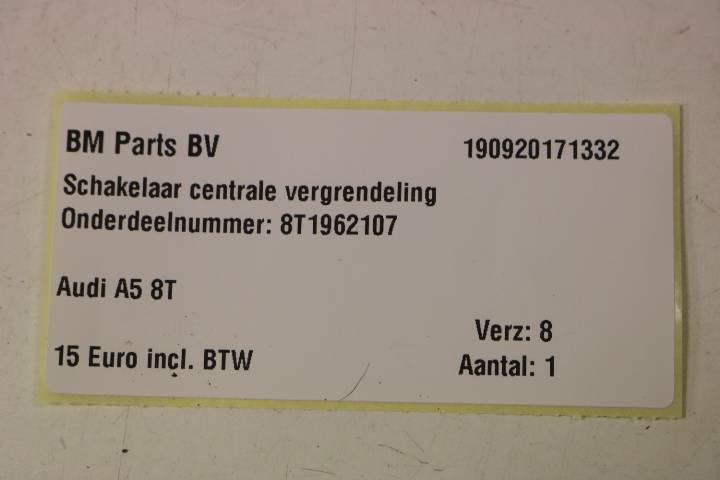 BM Parts BV 190920171332
Schakelaar centrale vergrendeling
Onderdeelnummer: 8T1962107
Audi A5 8T
Verz: 8
15 Euro incl. BTW Aantal: 1